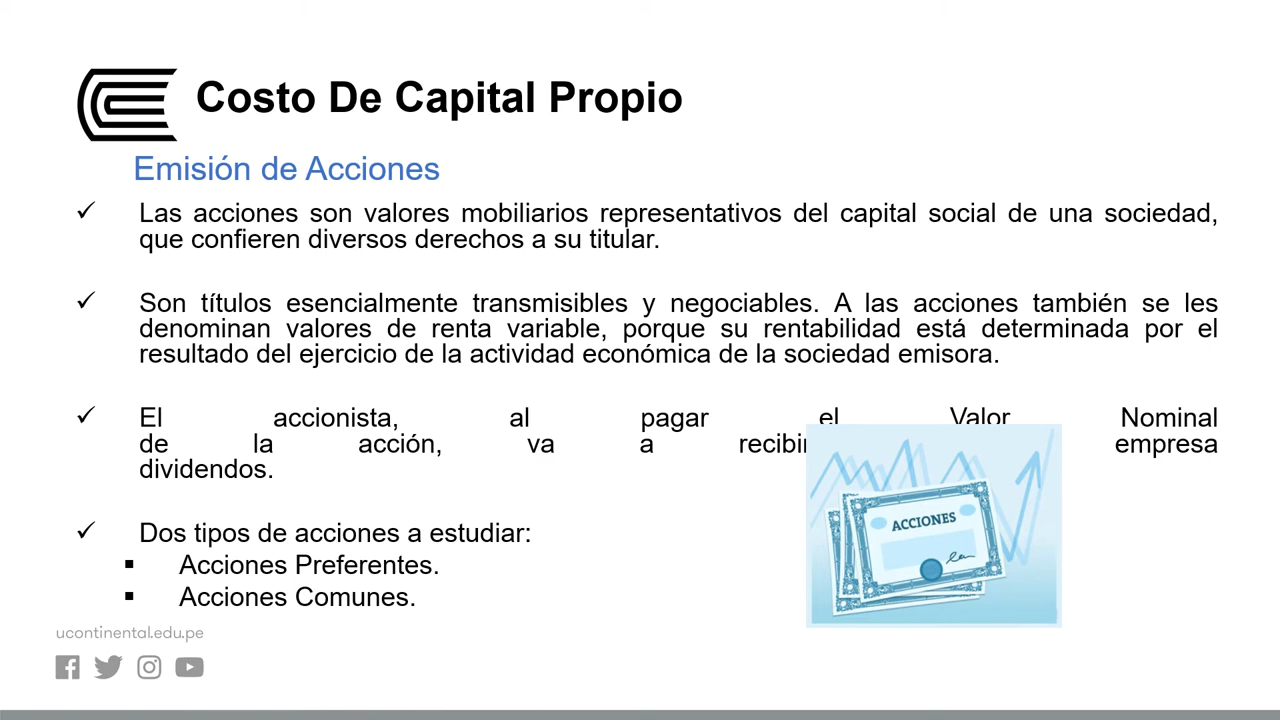 Costo De Capital Propio
Emisión de Acciones
✓ Las acciones son valores mobiliarios representativos del capital social de una sociedad,
que confieren diversos derechos a su titular.
✓ Son títulos esencialmente transmisibles y negociables. A las acciones también se les
denominan valores de renta variable, porque su rentabilidad está determinada por el
resultado del ejercicio de la actividad económica de la sociedad emisora.
✓ El accionista, al pagar el Valor Nominal
de la acción, va a empresa
dividendos.
ACCIONES
✓ Dos tipos de acciones a estudiar:
▪ Acciones Preferentes.
▪ Acciones Comunes.
ucontinental.edu.pe